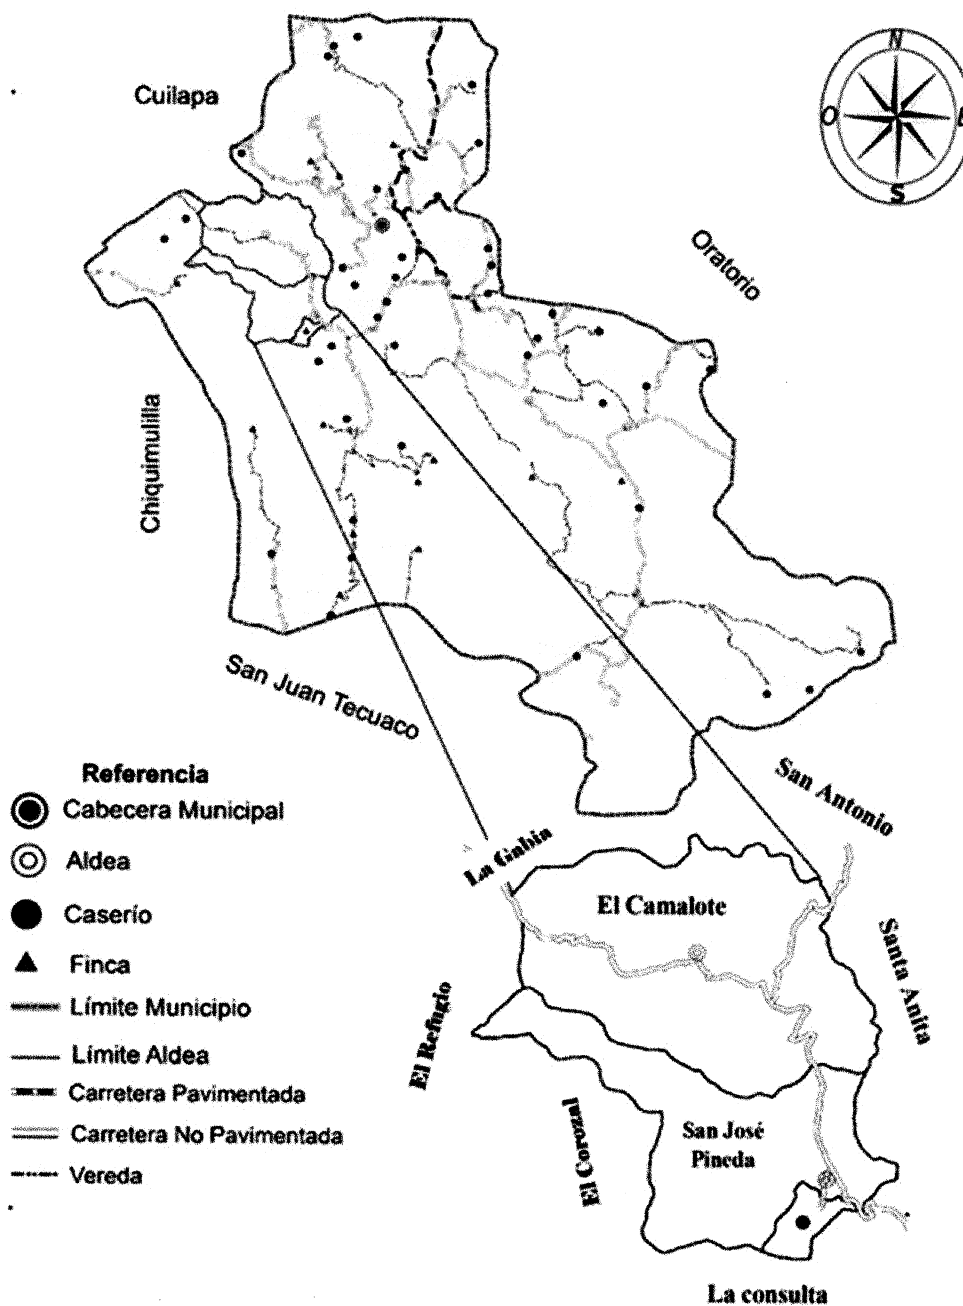 N
Cuilapa
O
E
S
Oratorio
Chiquimulilla
San Juan Tecuaco
San Antonio
Referencia
Cabecera Municipal
Aldea
Caserío
Finca
Límite Municipio
Límite Aldea
Carretera Pavimentada
Carretera No Pavimentada
Vereda
La Gabia
El Camalote
Santa Anita
El Refugio
El Corozal
San José
Pineda
La consulta